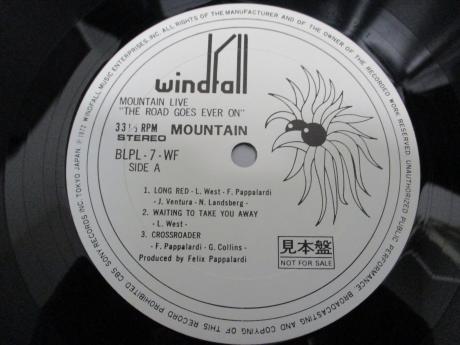 windfall
MOUNTAIN LIVE
"THE ROAD GOES EVER ON"
33⅓ RPM
STEREO
MOUNTAIN
BLPL-7-WF
SIDE A
1. LONG RED - L. West - F. Pappalardi
- J. Ventura - N. Landsberg -
2. WAITING TO TAKE YOU AWAY
- L. West -
3. CROSSROADER
- F. Pappalardi - G. Collins -
Produced by Felix Pappalardi
見本盤
NOT FOR SALE
CBS SONY RECORDS INC. TOKYO JAPAN. ℗ 1972 WINDFALL MUSIC ENTERPRISES INC. ALL RIGHTS OF THE MANUFACTURER AND OF THE OWNER OF THE RECORDED WORK RESERVED. UNAUTHORIZED PUBLIC PERFORMANCE, BROADCASTING AND COPYING OF THIS RECORD PROHIBITED